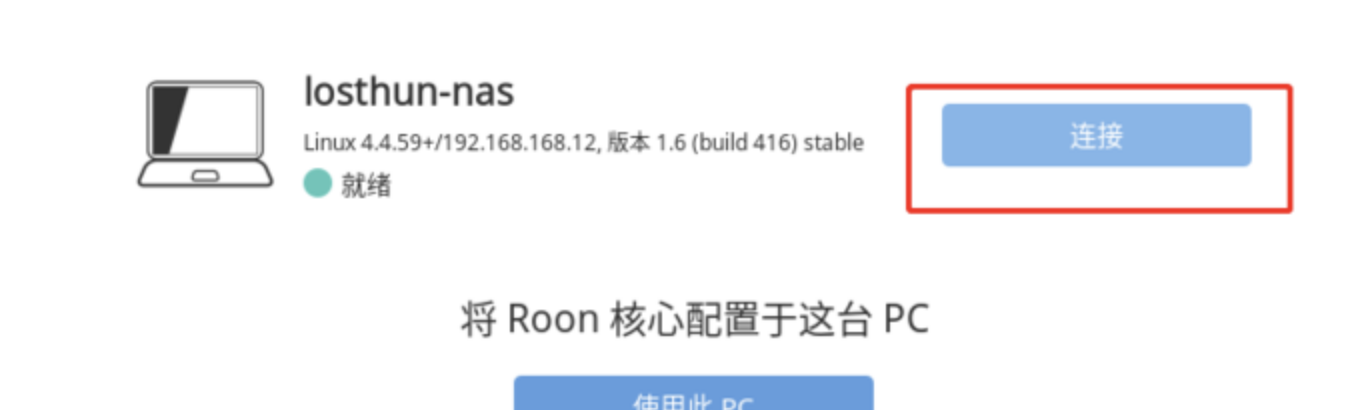 losthun-nas
Linux 4.4.59+/192.168.168.12, 版本 1.6 (build 416) stable
连接
就绪
将 Roon 核心配置于这台 PC
使用此 PC